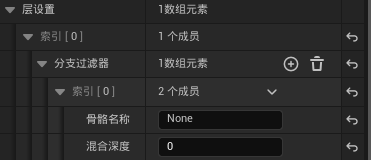 层设置 1数组元素
索引 [ 0 ] 1 个成员
分支过滤器 1数组元素
索引 [ 0 ] 2 个成员
骨骼名称 None
混合深度 0